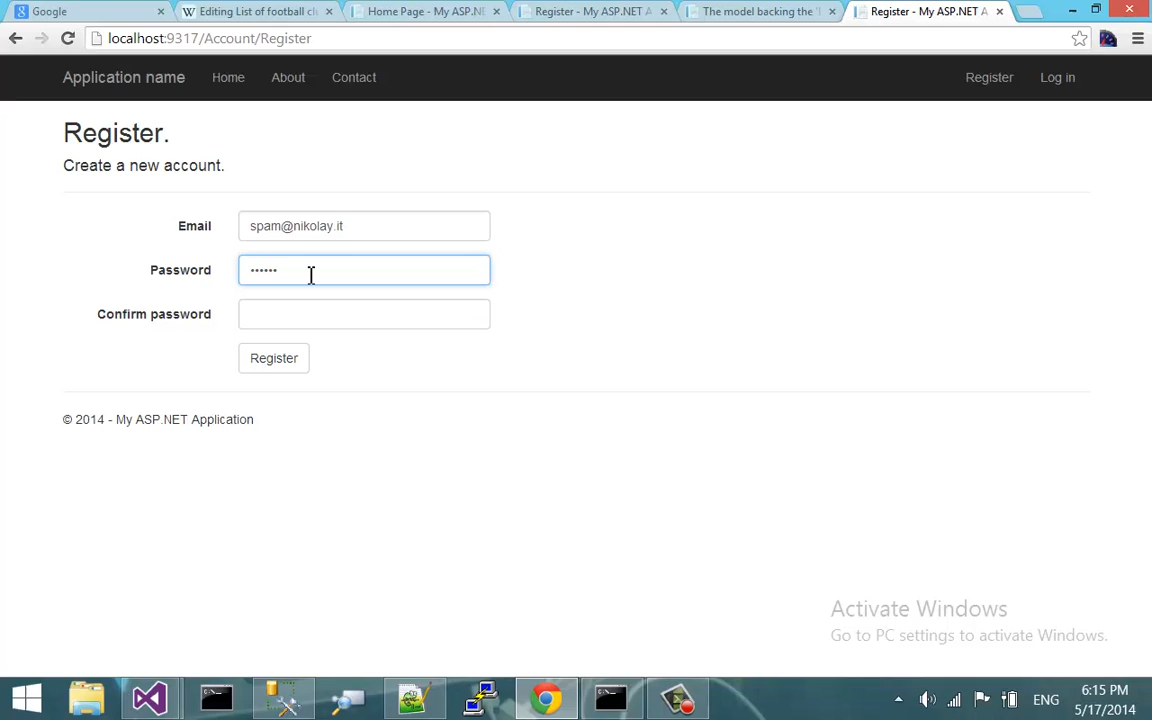 Google
Editing List of football cl
Home Page - My ASP.NE
Register - My ASP.NET A
The model backing the '
Register - My ASP.NET A
localhost:9317/Account/Register
Application name Home About Contact Register Log in
Register.
Create a new account.
Email spam@nikolay.it
Password ••••••
Confirm password
Register
© 2014 - My ASP.NET Application
Activate Windows
Go to PC settings to activate Windows.
ENG
6:15 PM
5/17/2014